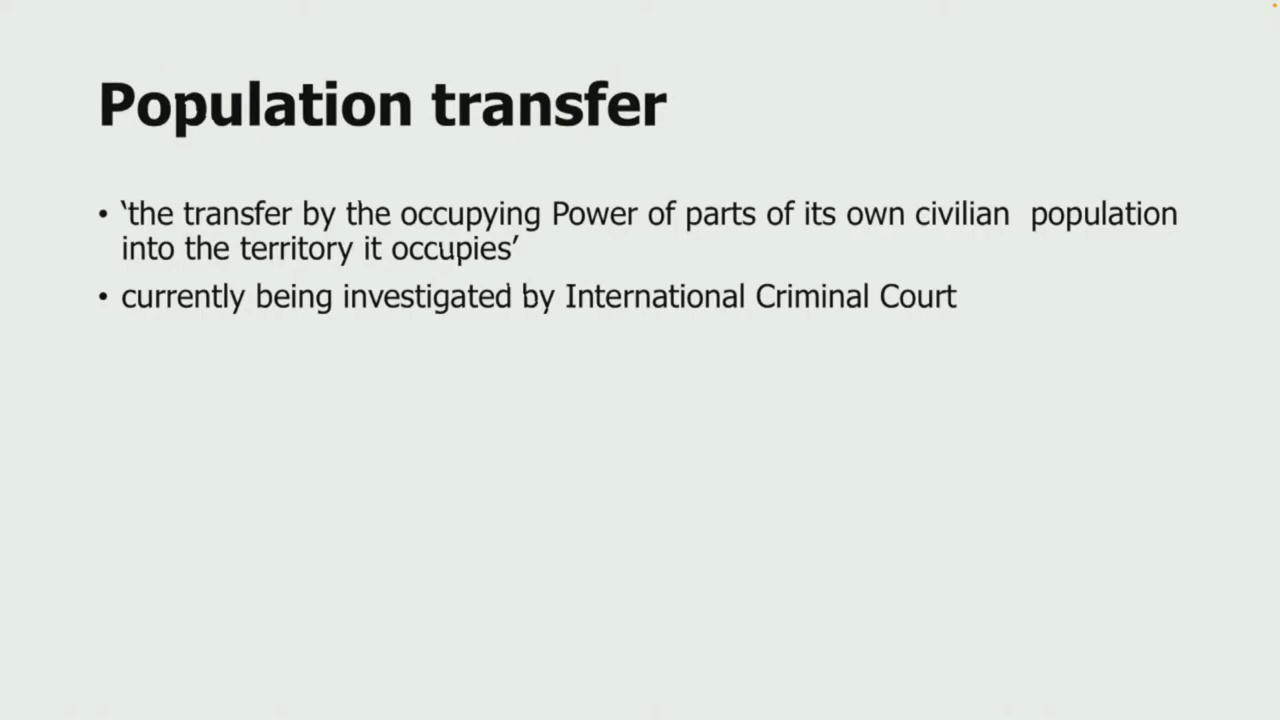 Population transfer
• ‘the transfer by the occupying Power of parts of its own civilian  population
into the territory it occupies’
• currently being investigated by International Criminal Court